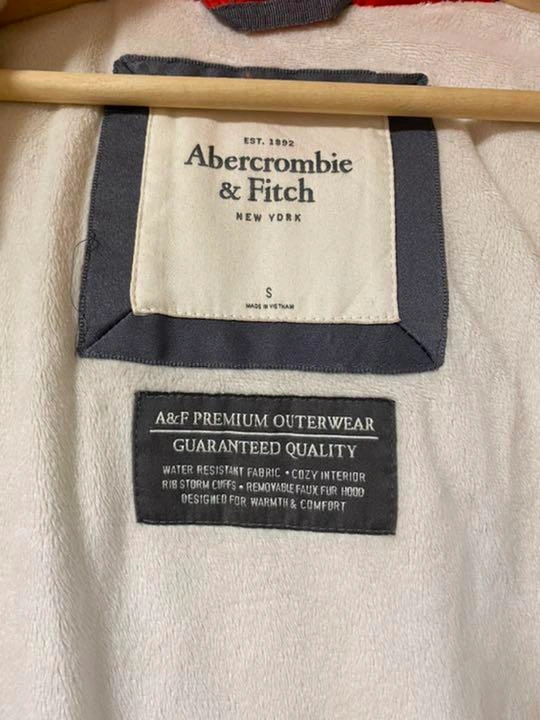 EST. 1892
Abercrombie
& Fitch
NEW YORK
S
MADE IN VIETNAM
A&F PREMIUM OUTERWEAR
GUARANTEED QUALITY
WATER RESISTANT FABRIC • COZY INTERIOR
RIB STORM CUFFS • REMOVABLE FAUX FUR HOOD
DESIGNED FOR WARMTH & COMFORT